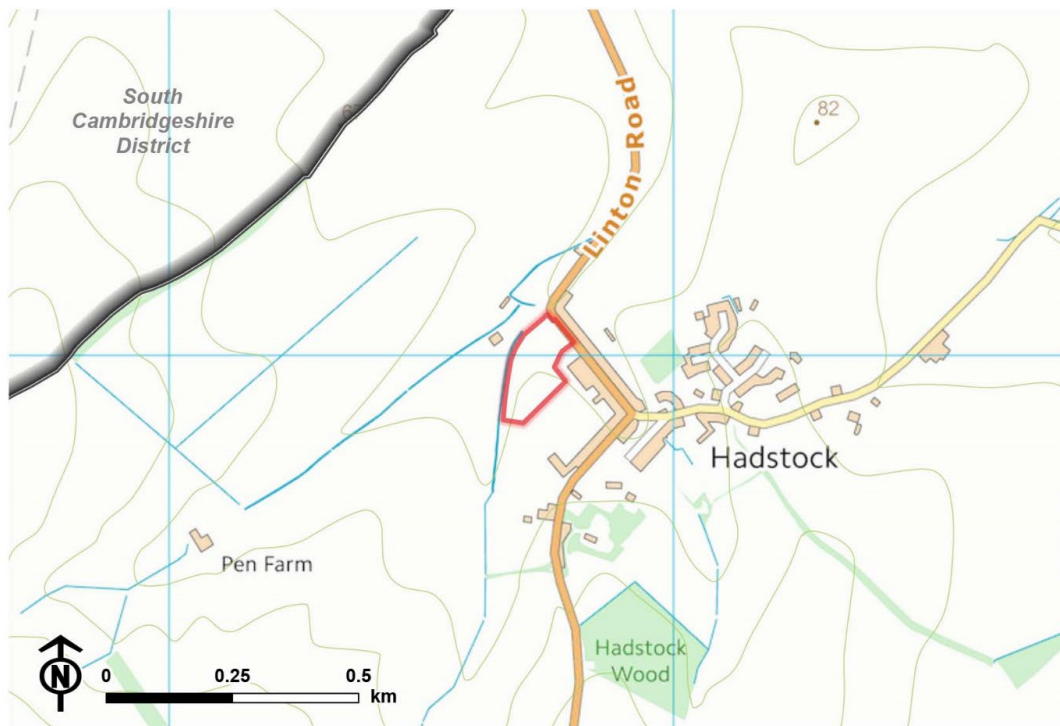 South
Cambridgeshire
District
82
Linton Road
Hadstock
Pen Farm
Hadstock
Wood
N
0 0.25 0.5
km